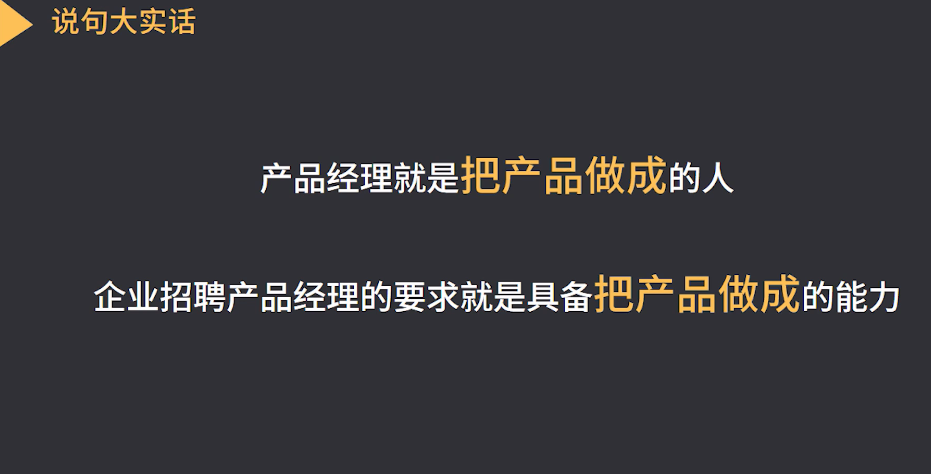 说句大实话
产品经理就是把产品做成的人
企业招聘产品经理的要求就是具备把产品做成的能力